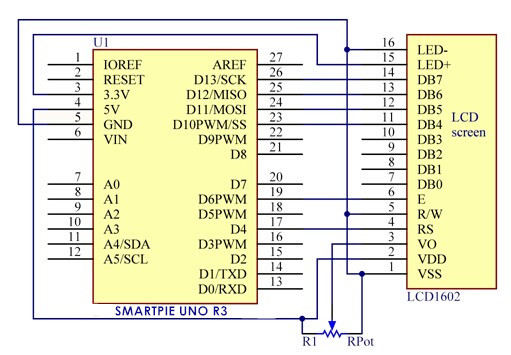 U1
1 IOREF
2 RESET
3 3.3V
4 5V
5 GND
6 VIN
7 A0
8 A1
9 A2
10 A3
11 A4/SDA
12 A5/SCL
AREF 27
D13/SCK 26
D12/MISO 25
D11/MOSI 24
D10PWM/SS 23
D9PWM 22
D8 21
D7 20
D6PWM 19
D5PWM 18
D4 17
D3PWM 16
D2 15
D1/TXD 14
D0/RXD 13
SMARTPIE UNO R3
16 LED-
15 LED+
14 DB7
13 DB6
12 DB5
11 DB4
10 DB3
9 DB2
8 DB1
7 DB0
6 E
5 R/W
4 RS
3 VO
2 VDD
1 VSS
LCD
screen
LCD1602
R1 RPot